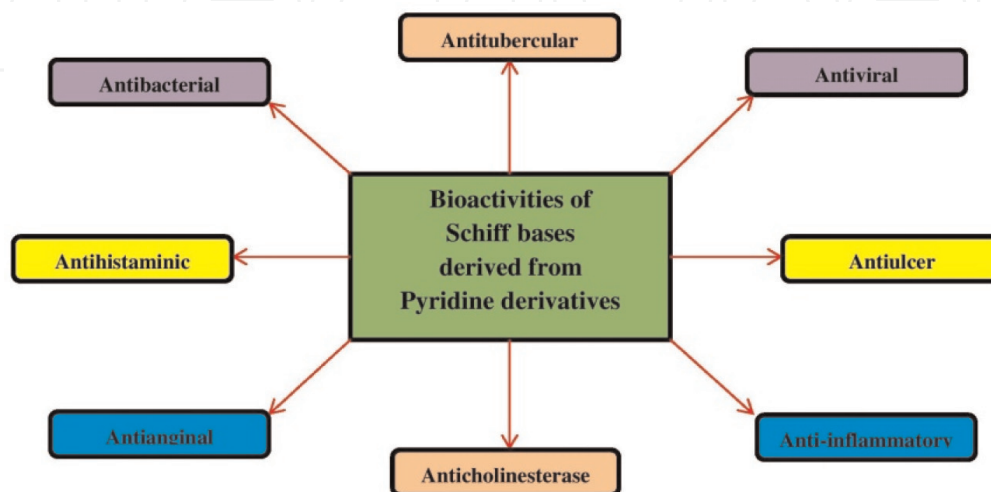 Antitubercular
Antibacterial
Antiviral
Bioactivities of
Schiff bases
derived from
Pyridine derivatives
Antihistaminic
Antiulcer
Antianginal
Anti-inflammatory
Anticholinesterase